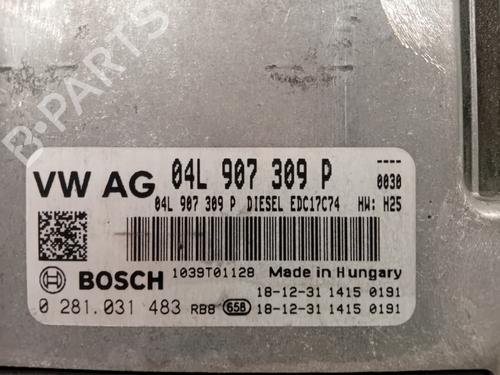 B-PARTS
VW AG 04L 907 309 P ----
0030
04L 907 309 P DIESEL EDC17C74 HW: H25
BOSCH 1039T01128 Made in Hungary
18-12-31 1415 0191
0 281.031 483 RB8 658 18-12-31 1415 0191